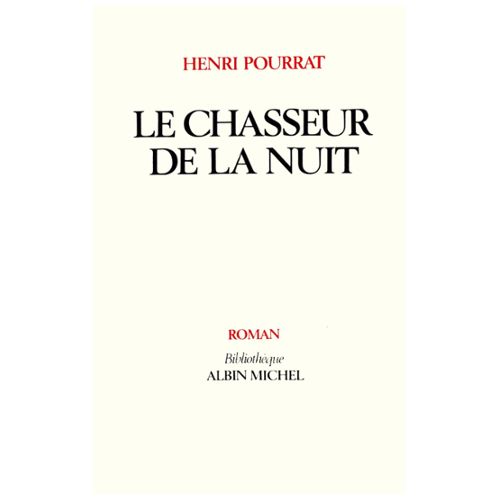 HENRI POURRAT
LE CHASSEUR
DE LA NUIT
ROMAN
Bibliothèque
ALBIN MICHEL